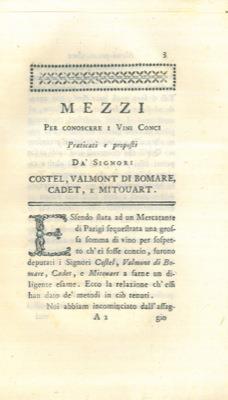 3
MEZZI
PER CONOSCERE I VINI CONCI
Praticati e proposti
DA' SIGNORI
COSTEL, VALMONT DI BOMARE,
CADET, E MITOUART.
ESsendo stata ad un Mercatante
di Parigi sequestrata una gros-
sa somma di vino per sospet-
to ch'ei fosse concio, furono
deputati i Signori Costel, Valmont di Bo-
mare, Cadet, e Mitouart a farne un di-
ligente esame. Ecco la relazione ch'essi
han dato de' metodi in ciò tenuti.
Noi abbiam incominciato dall'assag-
A 2 gio